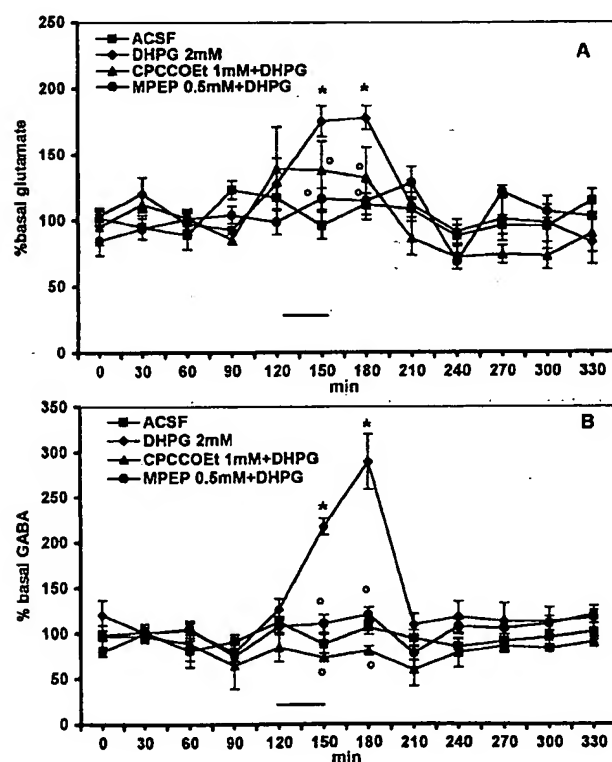 250
ACSF
DHPG 2mM
CPCCOEt 1mM+DHPG
MPEP 0.5mM+DHPG
A
* *
200
150
100
50
0
%basal glutamate
0 30 60 90 120 150 180 210 240 270 300 330
min
350
ACSF
DHPG 2mM
CPCCOEt 1mM+DHPG
MPEP 0.5mM+DHPG
B
*
*
300
240
200
150
100
50
0
% basal GABA
0 30 60 90 120 150 180 210 240 270 300 330
min